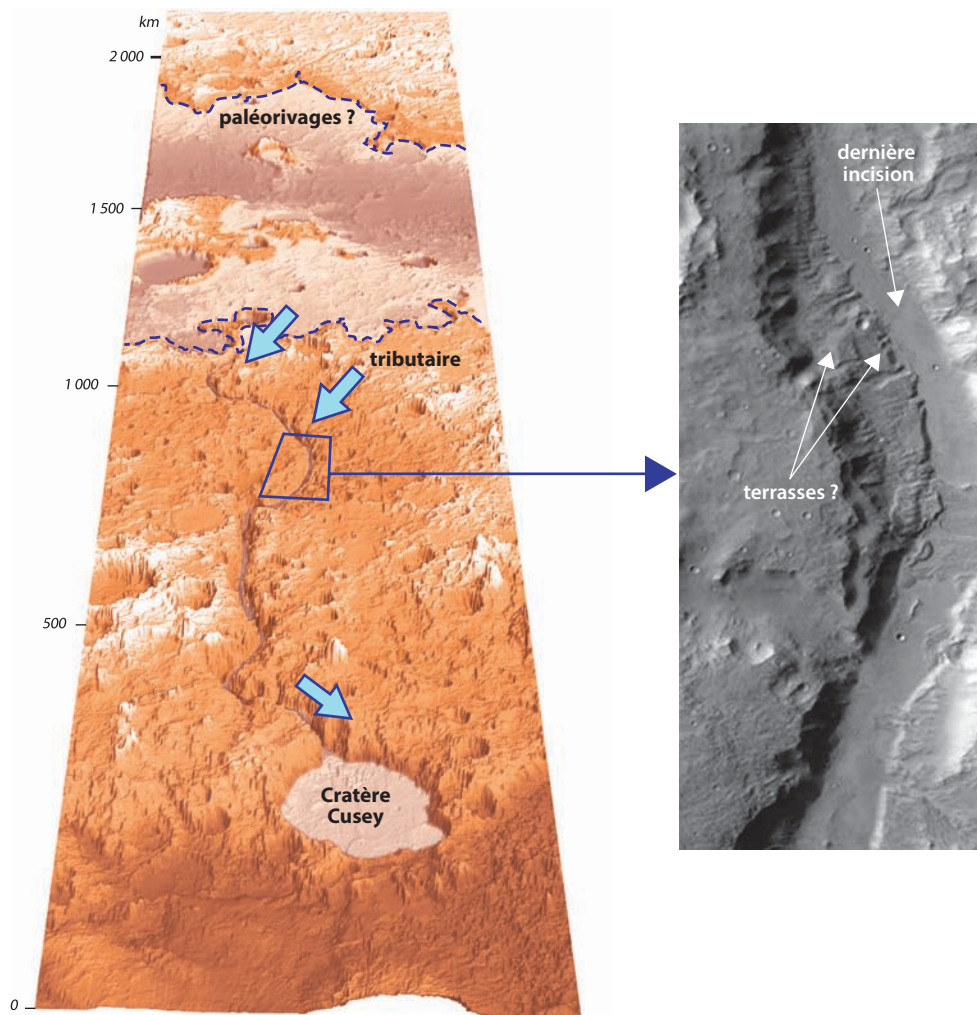 km
2 000
paléorivages ?
1 500
tributaire
1 000
500
Cratère
Cusey
0
dernière
incision
terrasses ?